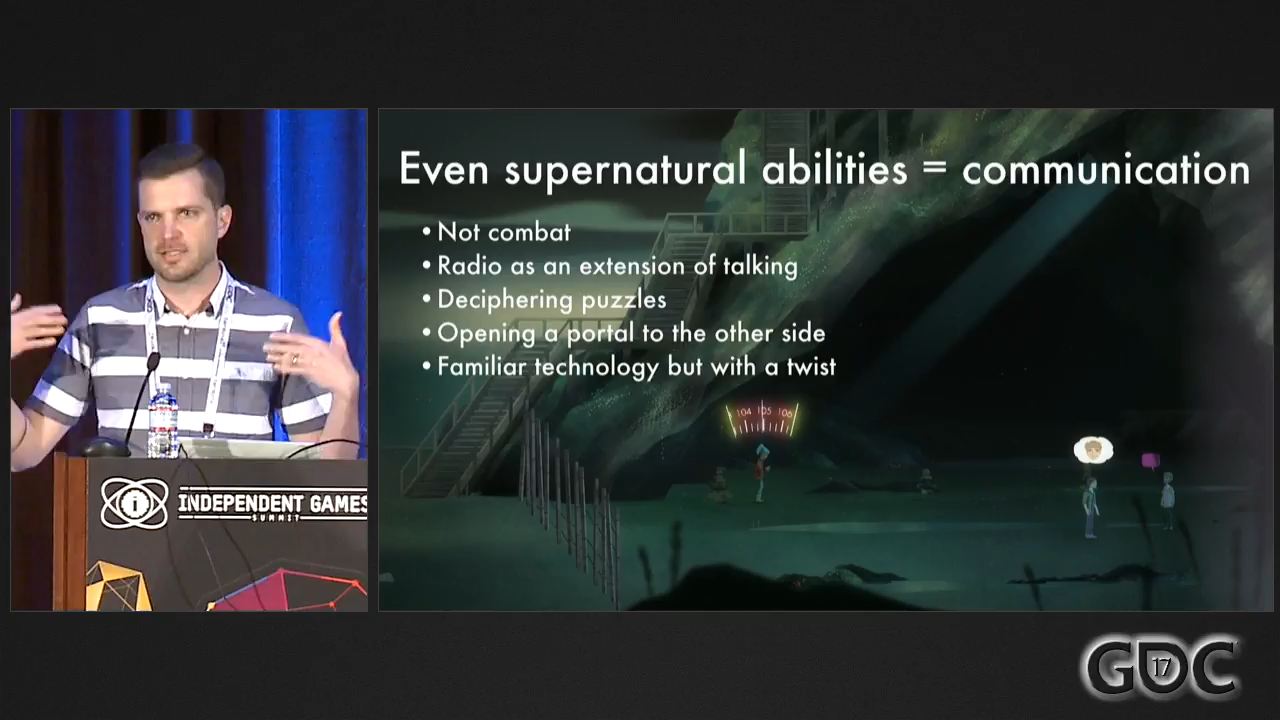 Even supernatural abilities = communication
• Not combat
• Radio as an extension of talking
• Deciphering puzzles
• Opening a portal to the other side
• Familiar technology but with a twist
104 105 106
i
INDEPENDENT GAMES
SUMMIT
GDC
17